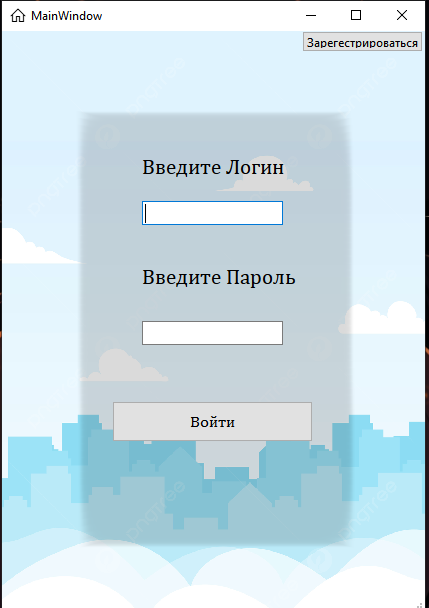 MainWindow
Зарегестрироваться
Введите Логин
Введите Пароль
Войти